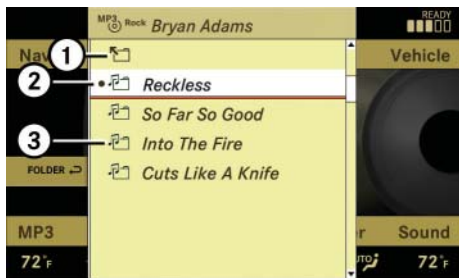 MP3 Rock Bryan Adams
READY
Nav
Vehicle
1
2
Reckless
So Far So Good
3
Into The Fire
FOLDER
Cuts Like A Knife
MP3
r
Sound
72°F
UTO
72°F